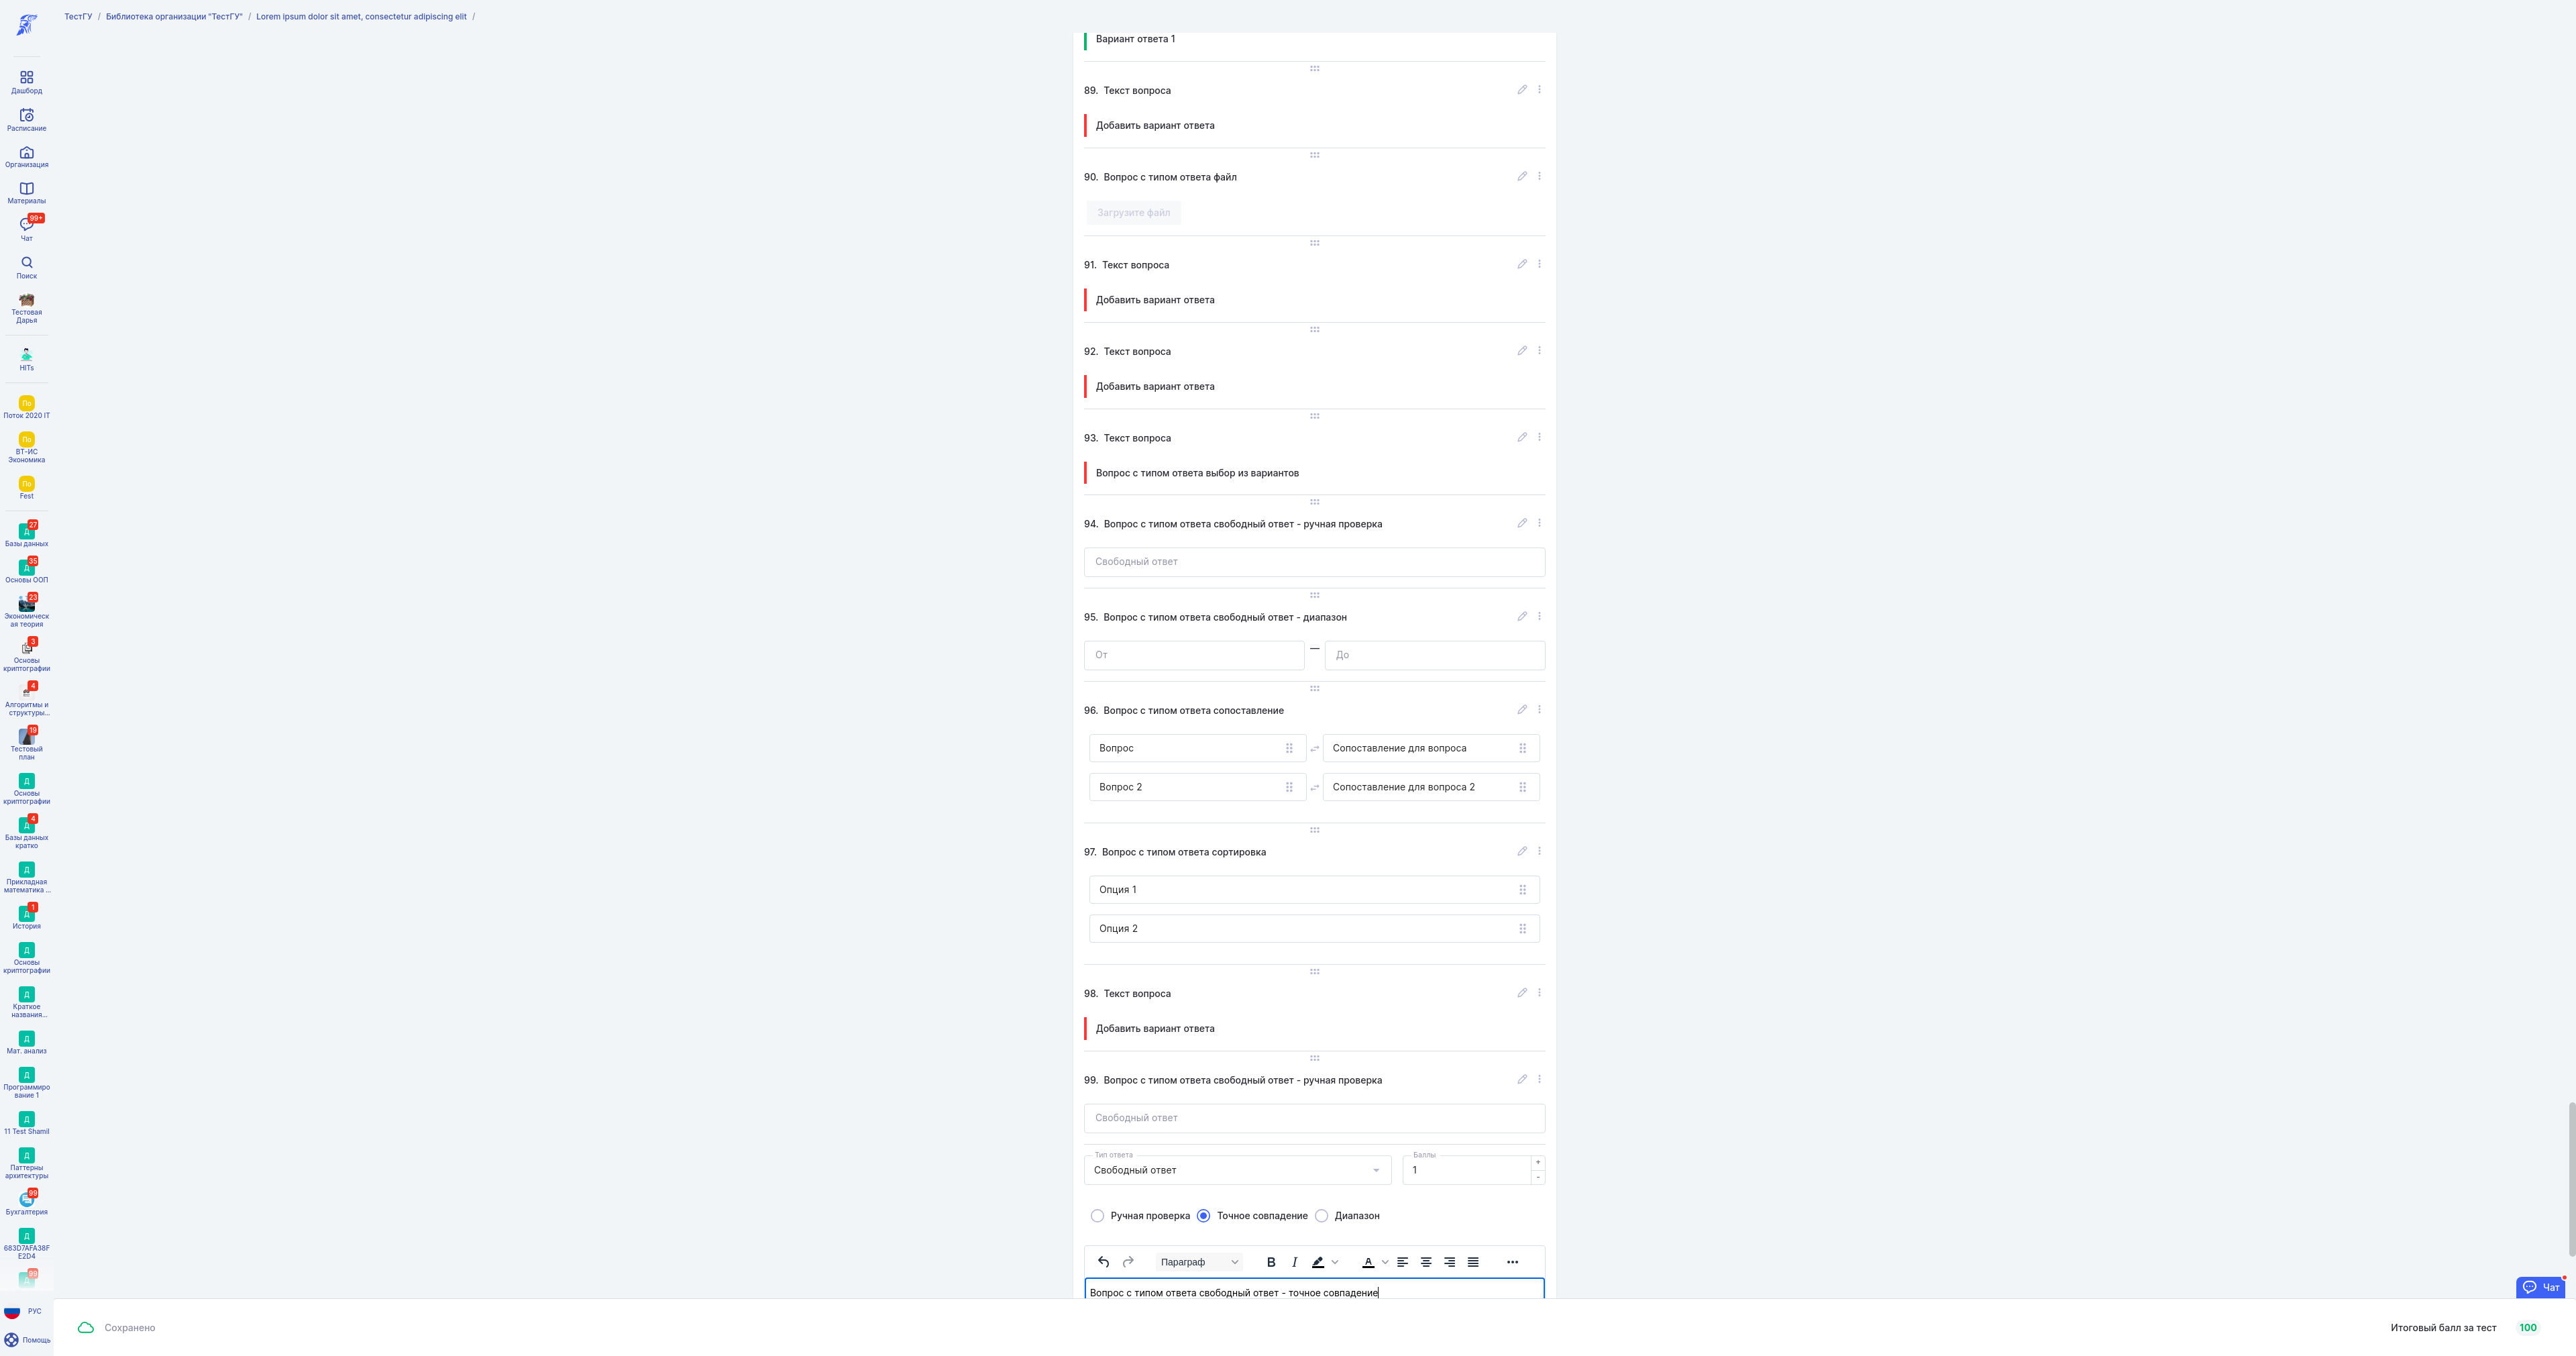 ТестГУ / Библиотека организации "ТестГУ" / Lorem ipsum dolor sit amet, consectetur adipiscing elit /
Дашборд
Расписание
Организация
Материалы
99+
Чат
Поиск
Тестовая
Дарья
HITs
По
Поток 2020 IT
По
ВТ-ИС
Экономика
По
Fest
27
Д
Базы данных
35
Д
Основы ООП
23
Экономическ
ая теория
3
Основы
криптографии
4
Алгоритмы и
структуры...
19
Тестовый
план
Д
Основы
криптографии
4
Д
Базы данных
кратко
Д
Прикладная
математика ...
1
Д
История
Д
Основы
криптографии
Д
Краткое
названия...
Д
Мат. анализ
Д
Программиро
вание 1
Д
11 Test Shamil
Д
Паттерны
архитектуры
99
Бухгалтерия
Д
683D7AFA38F
E2D4
99
Д
РУС
Помощь
Вариант ответа 1
89. Текст вопроса
Добавить вариант ответа
90. Вопрос с типом ответа файл
Загрузите файл
91. Текст вопроса
Добавить вариант ответа
92. Текст вопроса
Добавить вариант ответа
93. Текст вопроса
Вопрос с типом ответа выбор из вариантов
94. Вопрос с типом ответа свободный ответ - ручная проверка
Свободный ответ
95. Вопрос с типом ответа свободный ответ - диапазон
От — До
96. Вопрос с типом ответа сопоставление
Вопрос Сопоставление для вопроса
Вопрос 2 Сопоставление для вопроса 2
97. Вопрос с типом ответа сортировка
Опция 1
Опция 2
98. Текст вопроса
Добавить вариант ответа
99. Вопрос с типом ответа свободный ответ - ручная проверка
Свободный ответ
Тип ответа Баллы
Свободный ответ 1 + -
Ручная проверка Точное совпадение Диапазон
Параграф B I A
Вопрос с типом ответа свободный ответ - точное совпадение
Чат
Сохранено
Итоговый балл за тест 100